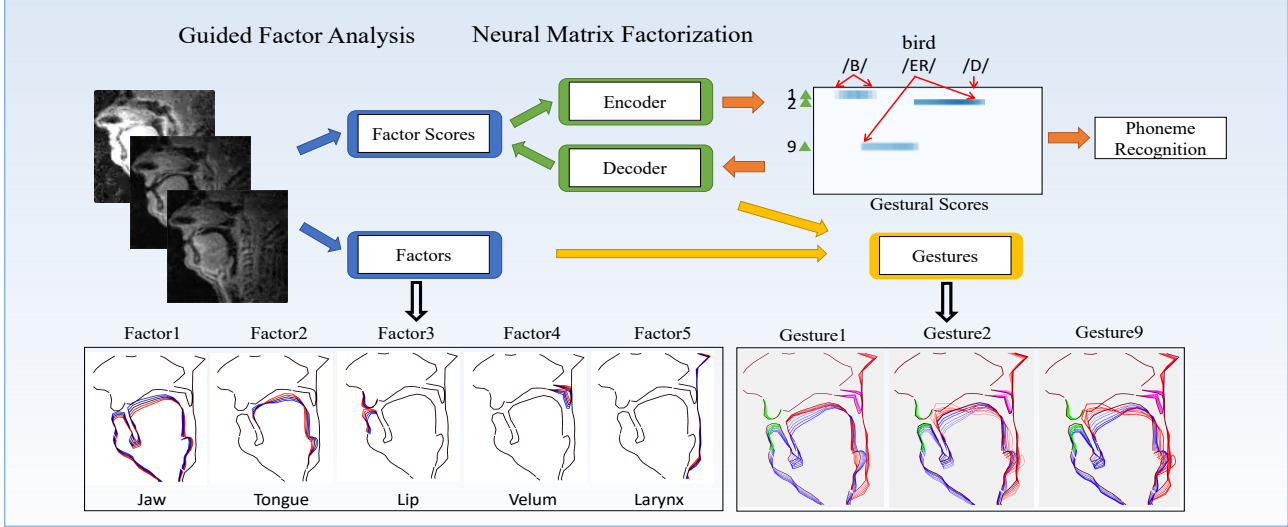 Guided Factor Analysis
Neural Matrix Factorization
bird
/B/ /ER/ /D/
Encoder
Factor Scores
Decoder
1
2
9
Phoneme
Recognition
Gestural Scores
Factors
Gestures
Factor1 Factor2 Factor3 Factor4 Factor5
Gesture1 Gesture2 Gesture9
Jaw Tongue Lip Velum Larynx